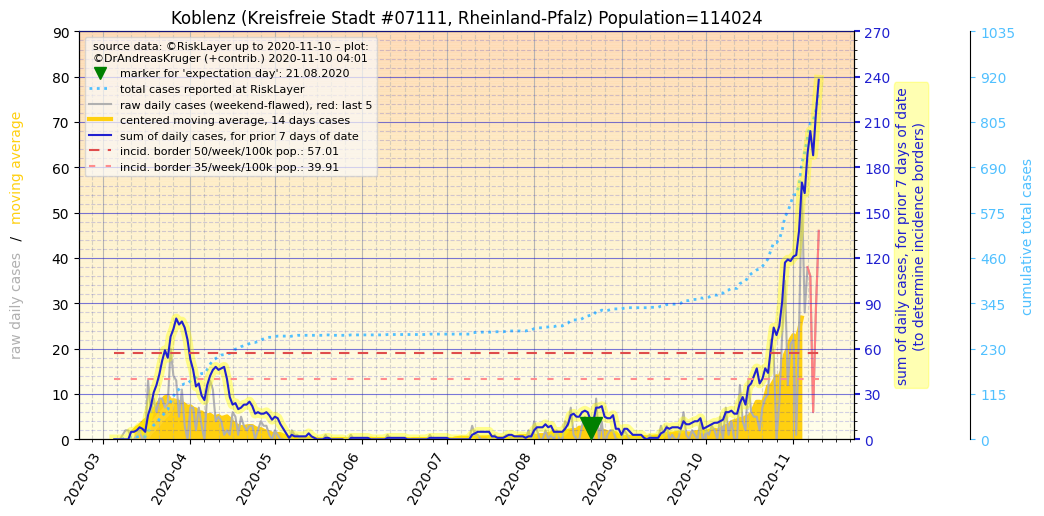 Koblenz (Kreisfreie Stadt #07111, Rheinland-Pfalz) Population=114024
source data: ©RiskLayer up to 2020-11-10 – plot:
©DrAndreasKruger (+contrib.) 2020-11-10 04:01
marker for 'expectation day': 21.08.2020
total cases reported at RiskLayer
raw daily cases (weekend-flawed), red: last 5
centered moving average, 14 days cases
sum of daily cases, for prior 7 days of date
incid. border 50/week/100k pop.: 57.01
incid. border 35/week/100k pop.: 39.91
raw daily cases / moving average
90
80
70
60
50
40
30
20
10
0
2020-03
2020-04
2020-05
2020-06
2020-07
2020-08
2020-09
2020-10
2020-11
270
240
210
180
150
120
90
60
30
0
sum of daily cases, for prior 7 days of date
(to determine incidence borders)
1035
920
805
690
575
460
345
230
115
0
cumulative total cases